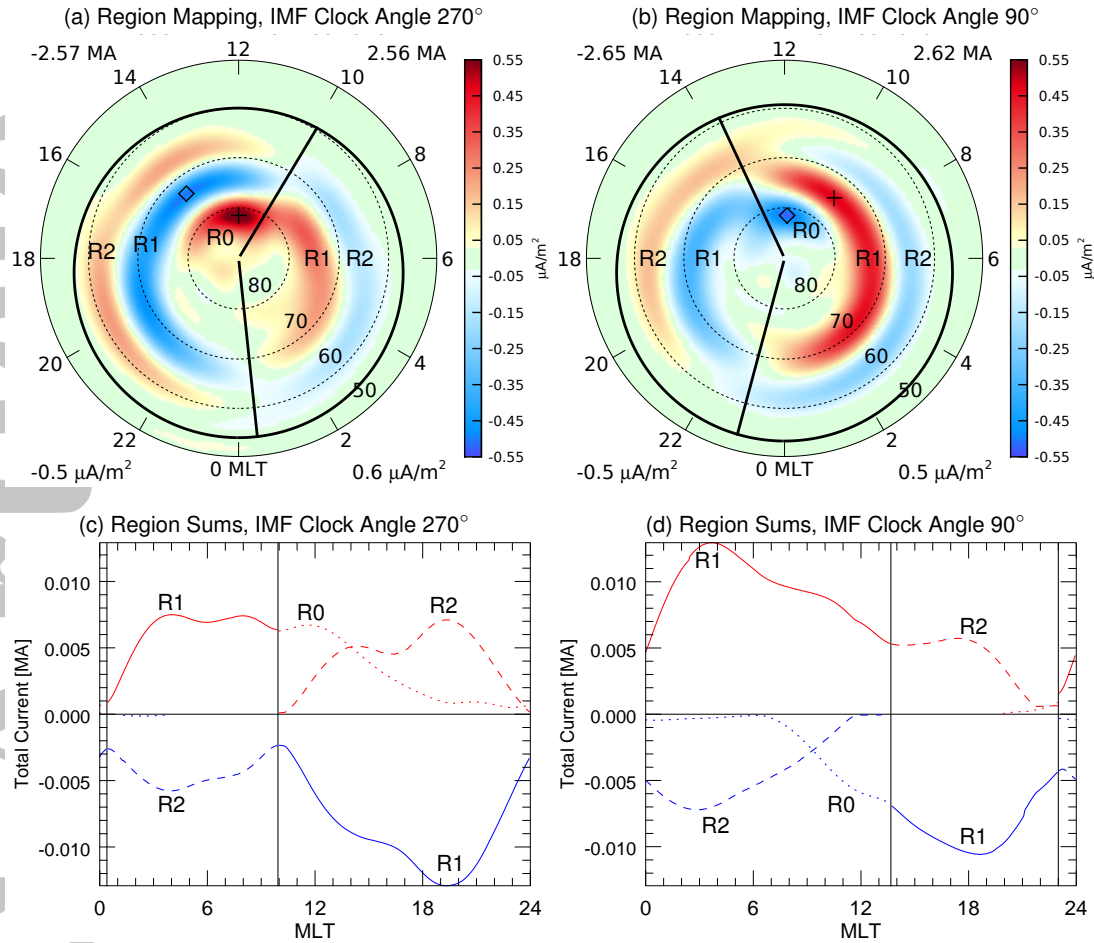 (a) Region Mapping, IMF Clock Angle 270°
(b) Region Mapping, IMF Clock Angle 90°
-2.57 MA
12
2.56 MA
14
10
16
8
R2
R1
R0
R1
R2
18
6
80
70
60
50
20
4
22
2
0 MLT
-0.5 µA/m²
0.6 µA/m²
0.55
0.45
0.35
0.25
0.15
0.05
-0.05
-0.15
-0.25
-0.35
-0.45
-0.55
µA/m²
-2.65 MA
12
2.62 MA
14
10
16
8
R2
R1
R0
R1
R2
18
6
80
70
60
50
20
4
22
2
0 MLT
-0.5 µA/m²
0.5 µA/m²
0.55
0.45
0.35
0.25
0.15
0.05
-0.05
-0.15
-0.25
-0.35
-0.45
-0.55
µA/m²
(c) Region Sums, IMF Clock Angle 270°
Total Current [MA]
0.010
0.005
0.000
-0.005
-0.010
R1
R0
R2
R2
R1
0
6
12
18
24
MLT
(d) Region Sums, IMF Clock Angle 90°
Total Current [MA]
0.010
0.005
0.000
-0.005
-0.010
R1
R2
R2
R0
R1
0
6
12
18
24
MLT